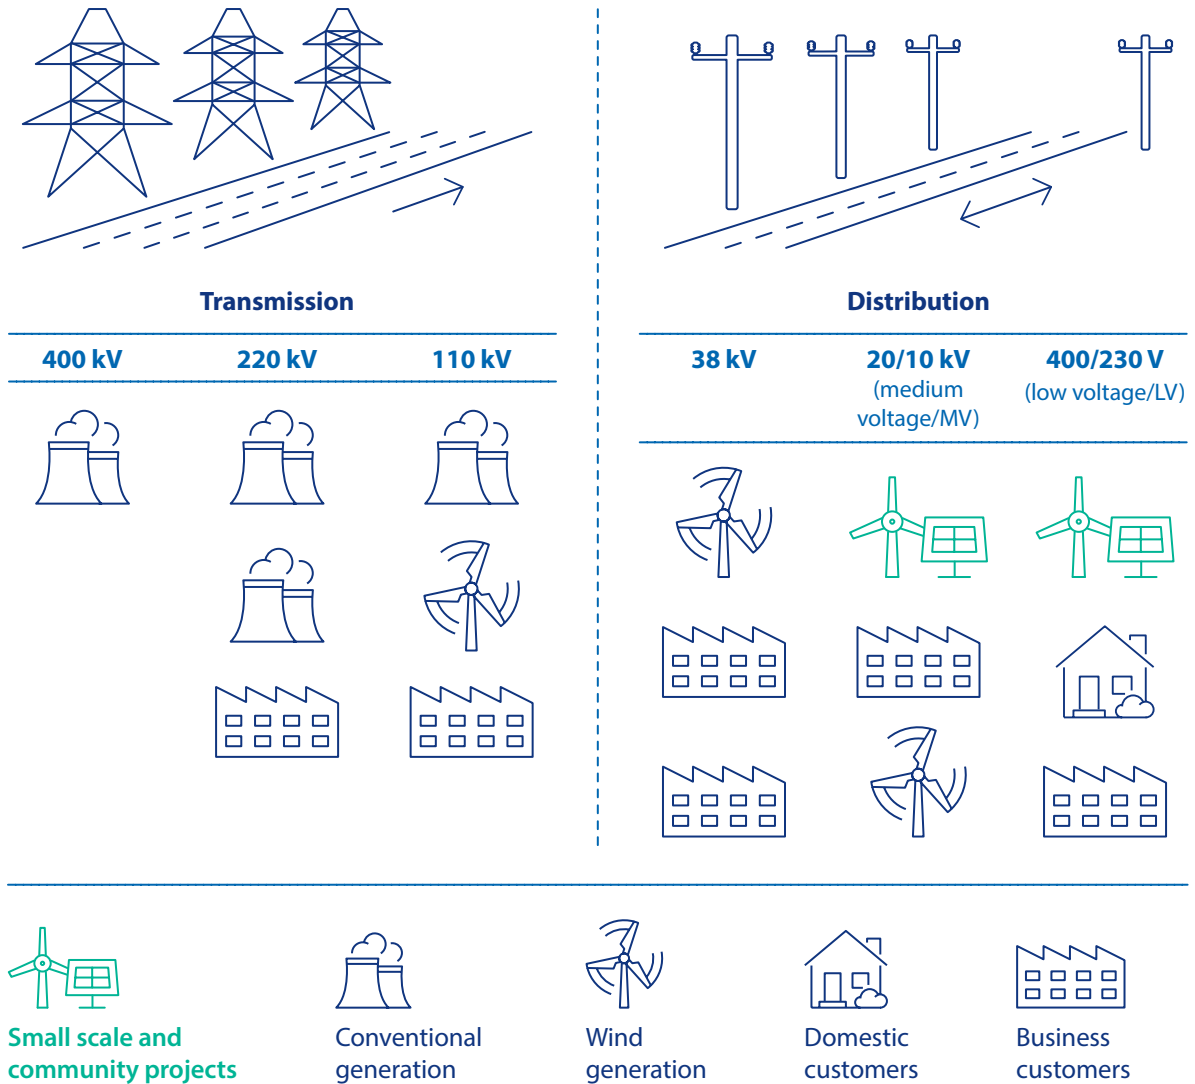 Transmission
400 kV
220 kV
110 kV
Distribution
38 kV
20/10 kV
(medium
voltage/MV)
400/230 V
(low voltage/LV)
Small scale and
community projects
Conventional
generation
Wind
generation
Domestic
customers
Business
customers